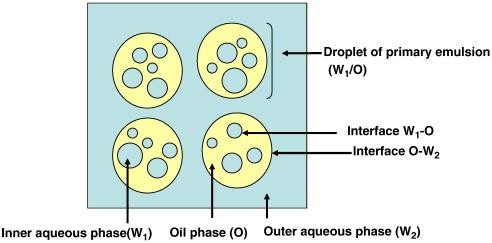 Droplet of primary emulsion
(W₁/O)
Interface W₁-O
Interface O-W₂
Inner aqueous phase(W₁) Oil phase (O) Outer aqueous phase (W₂)